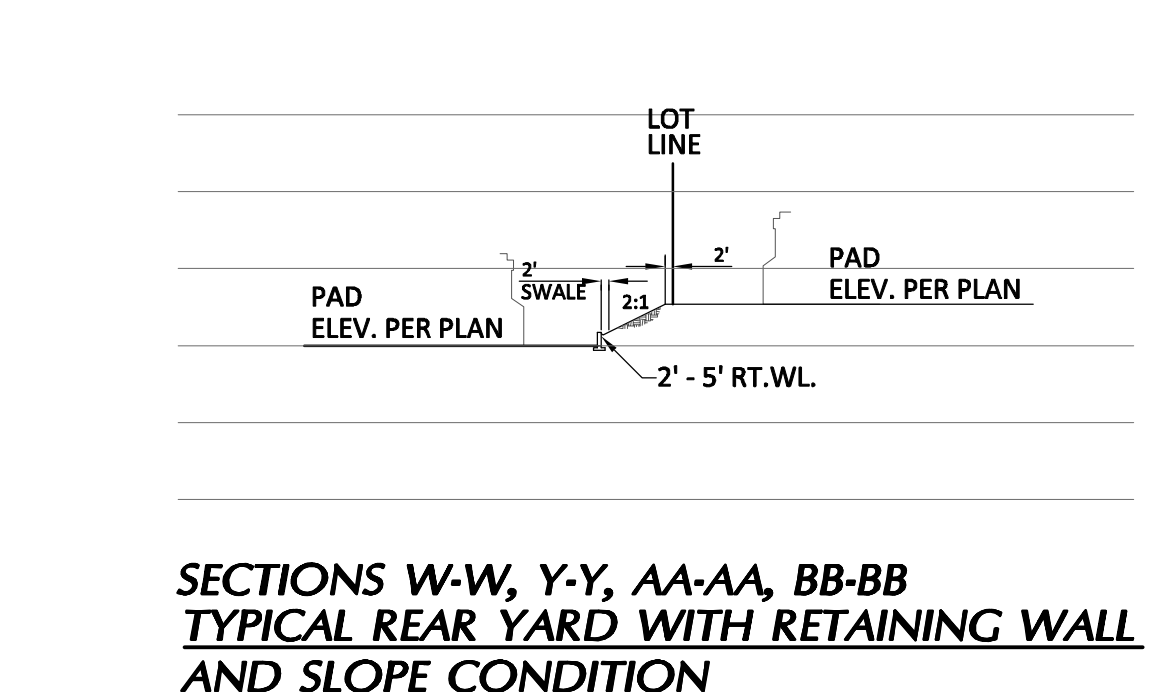 LOT
LINE
2'
PAD
ELEV. PER PLAN
2'
SWALE
2:1
PAD
ELEV. PER PLAN
2' - 5' RT.WL.
SECTIONS W-W, Y-Y, AA-AA, BB-BB
TYPICAL REAR YARD WITH RETAINING WALL
AND SLOPE CONDITION